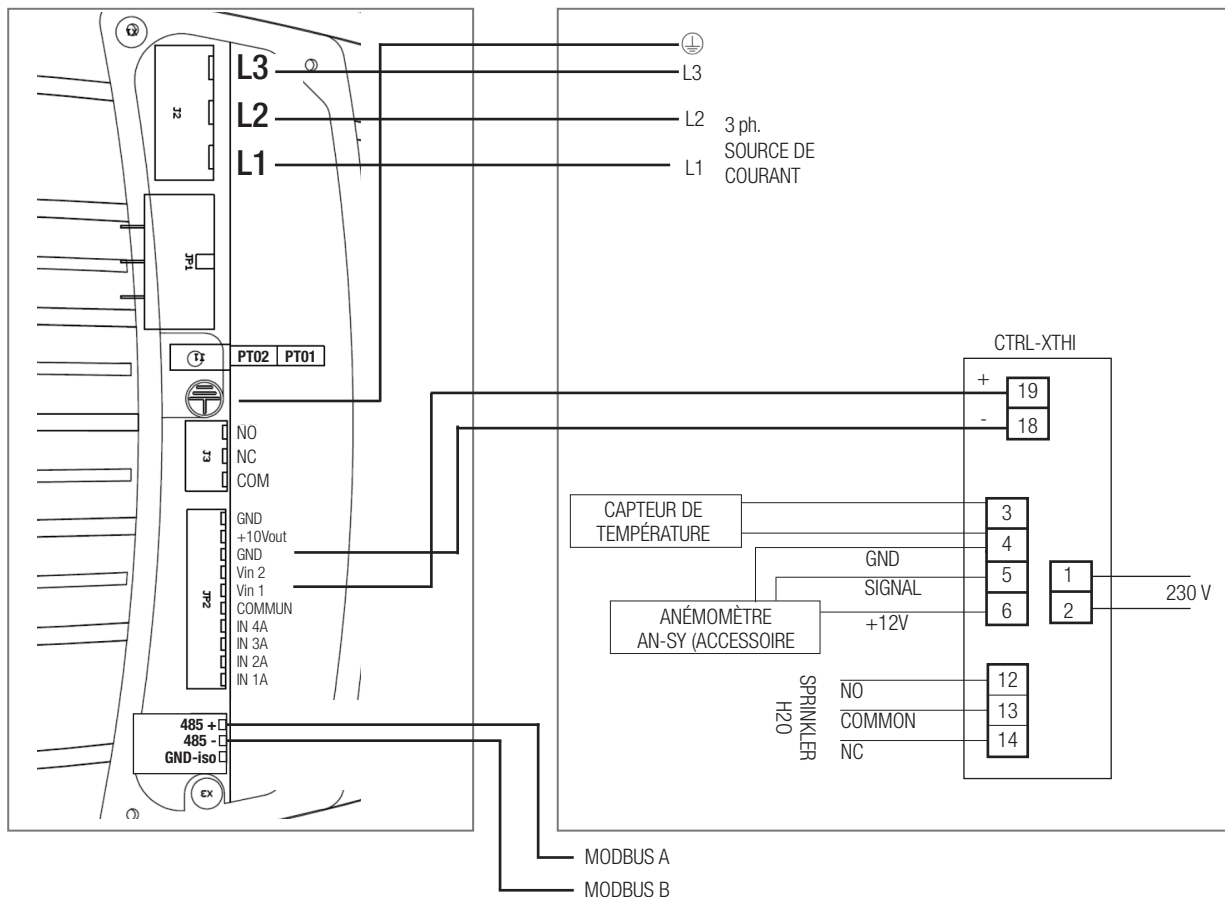 X1
L3
L2
L1
J2
JP1
J1
PT02 PT01
NO
NC
COM
J3
GND
+10Vout
GND
Vin 2
Vin 1
COMMUN
IN 4A
IN 3A
IN 2A
IN 1A
JP2
485 +
485 -
GND-iso
X3
L3
L2
L1
3 ph.
SOURCE DE
COURANT
CTRL-XTHI
+
19
-
18
CAPTEUR DE
TEMPÉRATURE
3
4
GND
5
SIGNAL
6
+12V
ANÉMOMÈTRE
AN-SY (ACCESSOIRE
1
2
230 V
SPRINKLER
H2O
12
NO
13
COMMON
14
NC
MODBUS A
MODBUS B